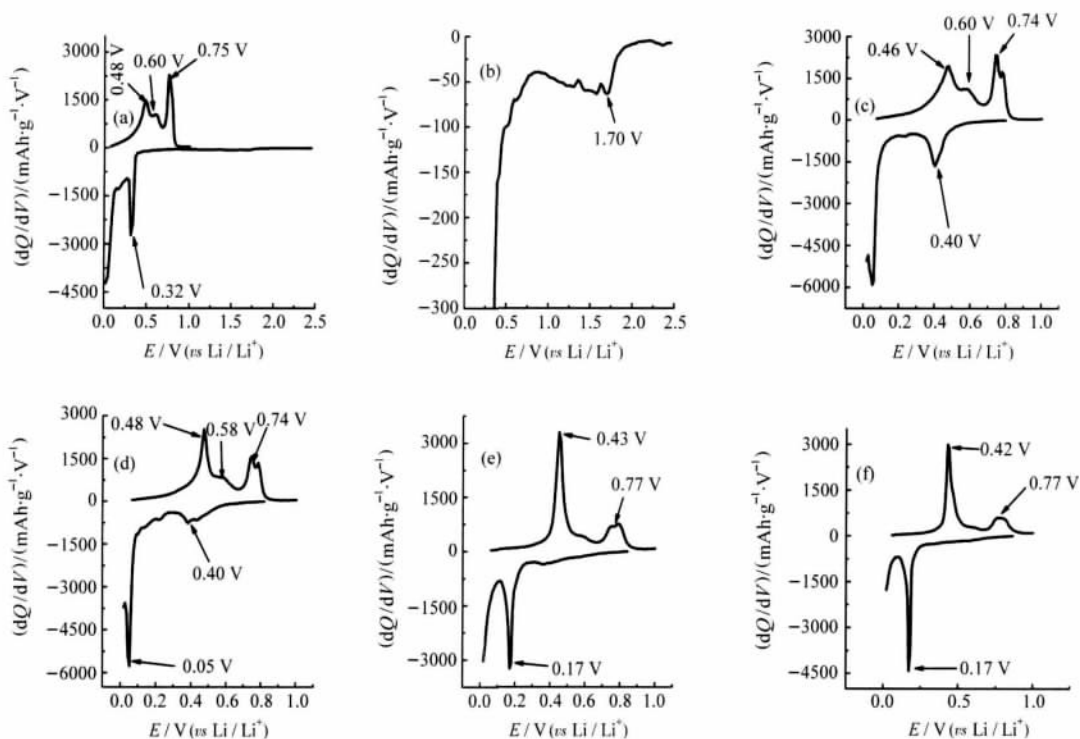 (a)
(dQ/dV)/(mAh·g⁻¹·V⁻¹)
3000
1500
0
−1500
−3000
−4500
0.48 V
0.60 V
0.75 V
0.32 V
0.0 0.5 1.0 1.5 2.0 2.5
E / V (vs Li / Li⁺)
(b)
(dQ/dV)/(mAh·g⁻¹·V⁻¹)
0
−50
−100
−150
−200
−250
−300
1.70 V
0.0 0.5 1.0 1.5 2.0 2.5
E / V (vs Li / Li⁺)
(c)
(dQ/dV)/(mAh·g⁻¹·V⁻¹)
3000
1500
0
−1500
−3000
−4500
−6000
0.46 V
0.60 V
0.74 V
0.40 V
0.0 0.2 0.4 0.6 0.8 1.0
E / V (vs Li / Li⁺)
(d)
(dQ/dV)/(mAh·g⁻¹·V⁻¹)
3000
1500
0
−1500
−3000
−4500
−6000
0.48 V
0.58 V
0.74 V
0.40 V
0.05 V
0.0 0.2 0.4 0.6 0.8 1.0
E / V (vs Li / Li⁺)
(e)
(dQ/dV)/(mAh·g⁻¹·V⁻¹)
3000
1500
0
−1500
−3000
0.43 V
0.77 V
0.17 V
0.0 0.2 0.4 0.6 0.8 1.0
E / V (vs Li / Li⁺)
(f)
(dQ/dV)/(mAh·g⁻¹·V⁻¹)
3000
1500
0
−1500
−3000
−4500
0.42 V
0.77 V
0.17 V
0.0 0.5 1.0
E / V (vs Li / Li⁺)